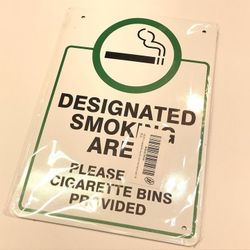 DESIGNATED
SMOKING
ARE
PLEASE
CIGARETTE BINS
PROVIDED